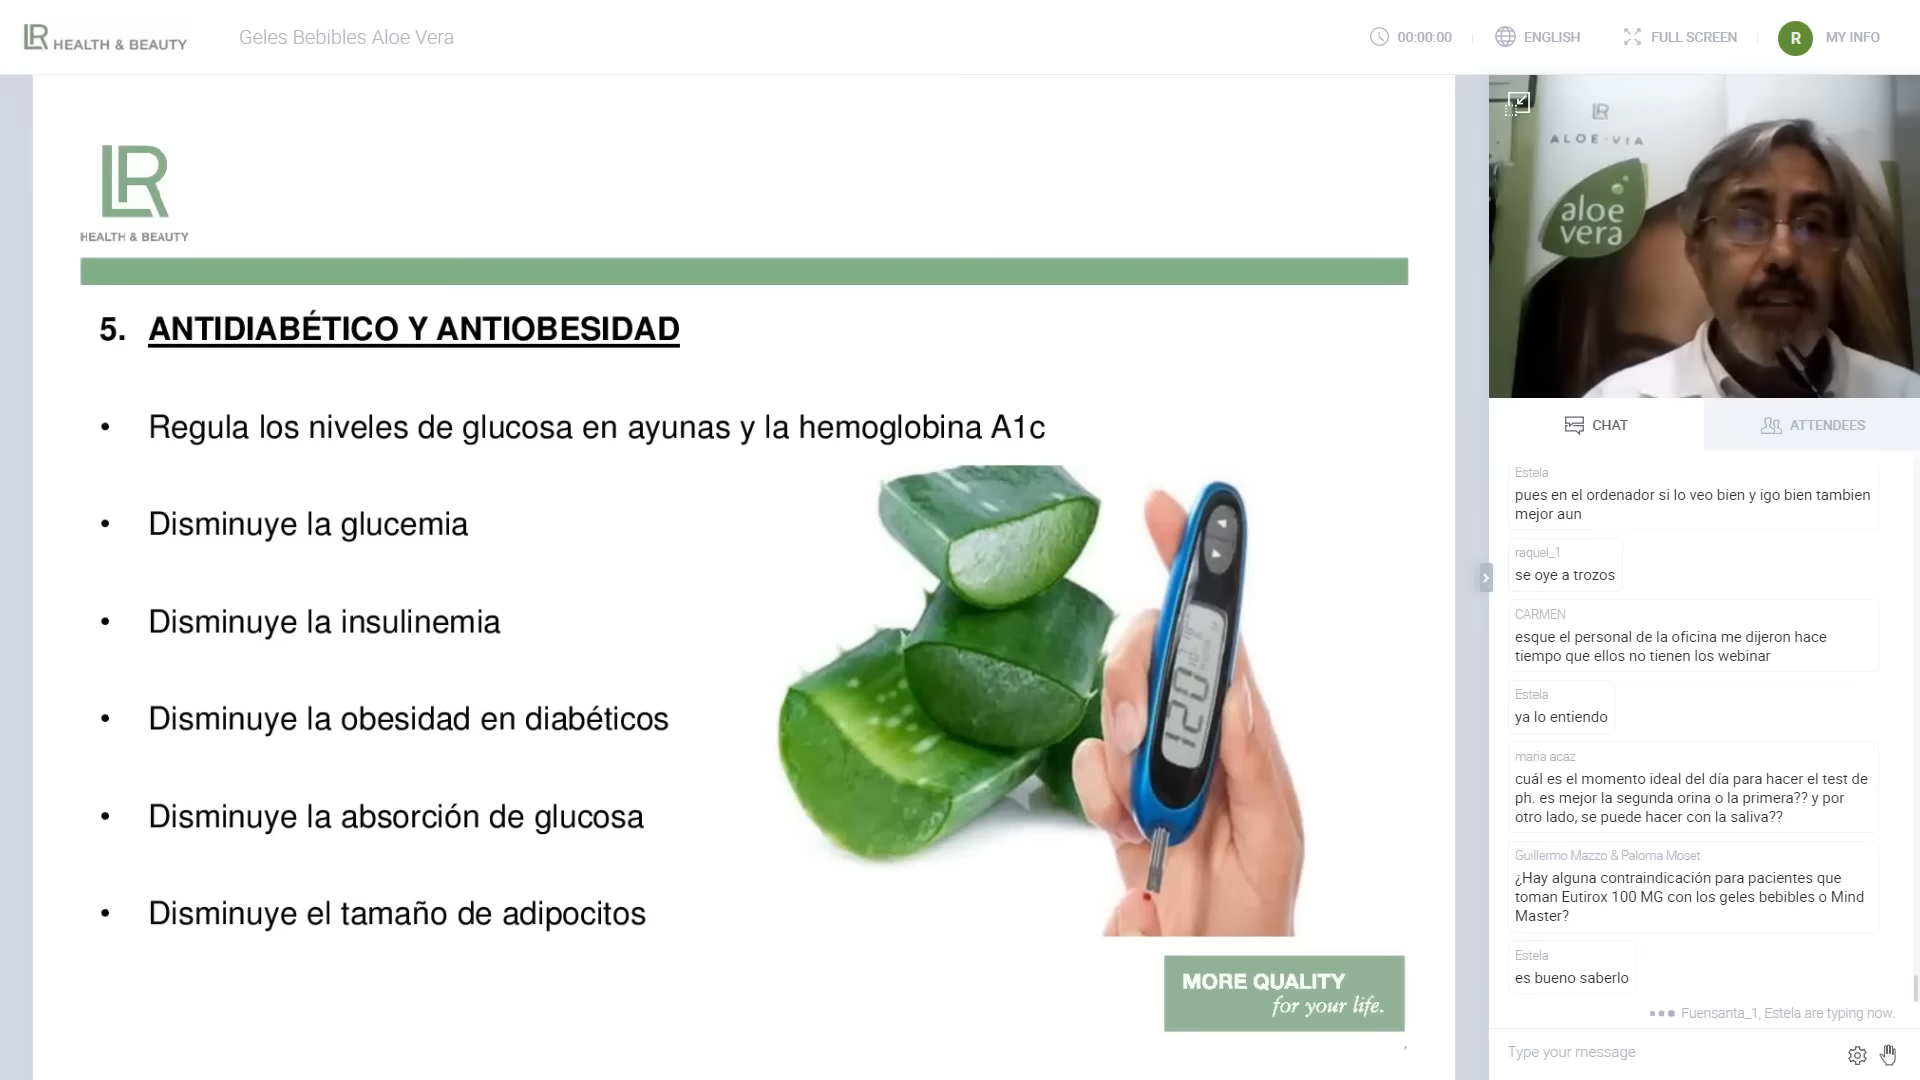 LR HEALTH & BEAUTY
Geles Bebibles Aloe Vera
00:00:00
ENGLISH
FULL SCREEN
R
MY INFO
LR
HEALTH & BEAUTY
5. ANTIDIABÉTICO Y ANTIOBESIDAD
• Regula los niveles de glucosa en ayunas y la hemoglobina A1c
• Disminuye la glucemia
• Disminuye la insulinemia
• Disminuye la obesidad en diabéticos
• Disminuye la absorción de glucosa
• Disminuye el tamaño de adipocitos
120
MORE QUALITY
for your life.
LR
ALOE·VIA
aloe
vera
CHAT
ATTENDEES
Estela
pues en el ordenador si lo veo bien y igo bien tambien
mejor aun
raquel_1
se oye a trozos
CARMEN
esque el personal de la oficina me dijeron hace
tiempo que ellos no tienen los webinar
Estela
ya lo entiendo
maria acaz
cuál es el momento ideal del día para hacer el test de
ph. es mejor la segunda orina o la primera?? y por
otro lado, se puede hacer con la saliva??
Guillermo Mazzo & Paloma Moset
¿Hay alguna contraindicación para pacientes que
toman Eutirox 100 MG con los geles bebibles o Mind
Master?
Estela
es bueno saberlo
Fuensanta_1, Estela are typing now.
Type your message